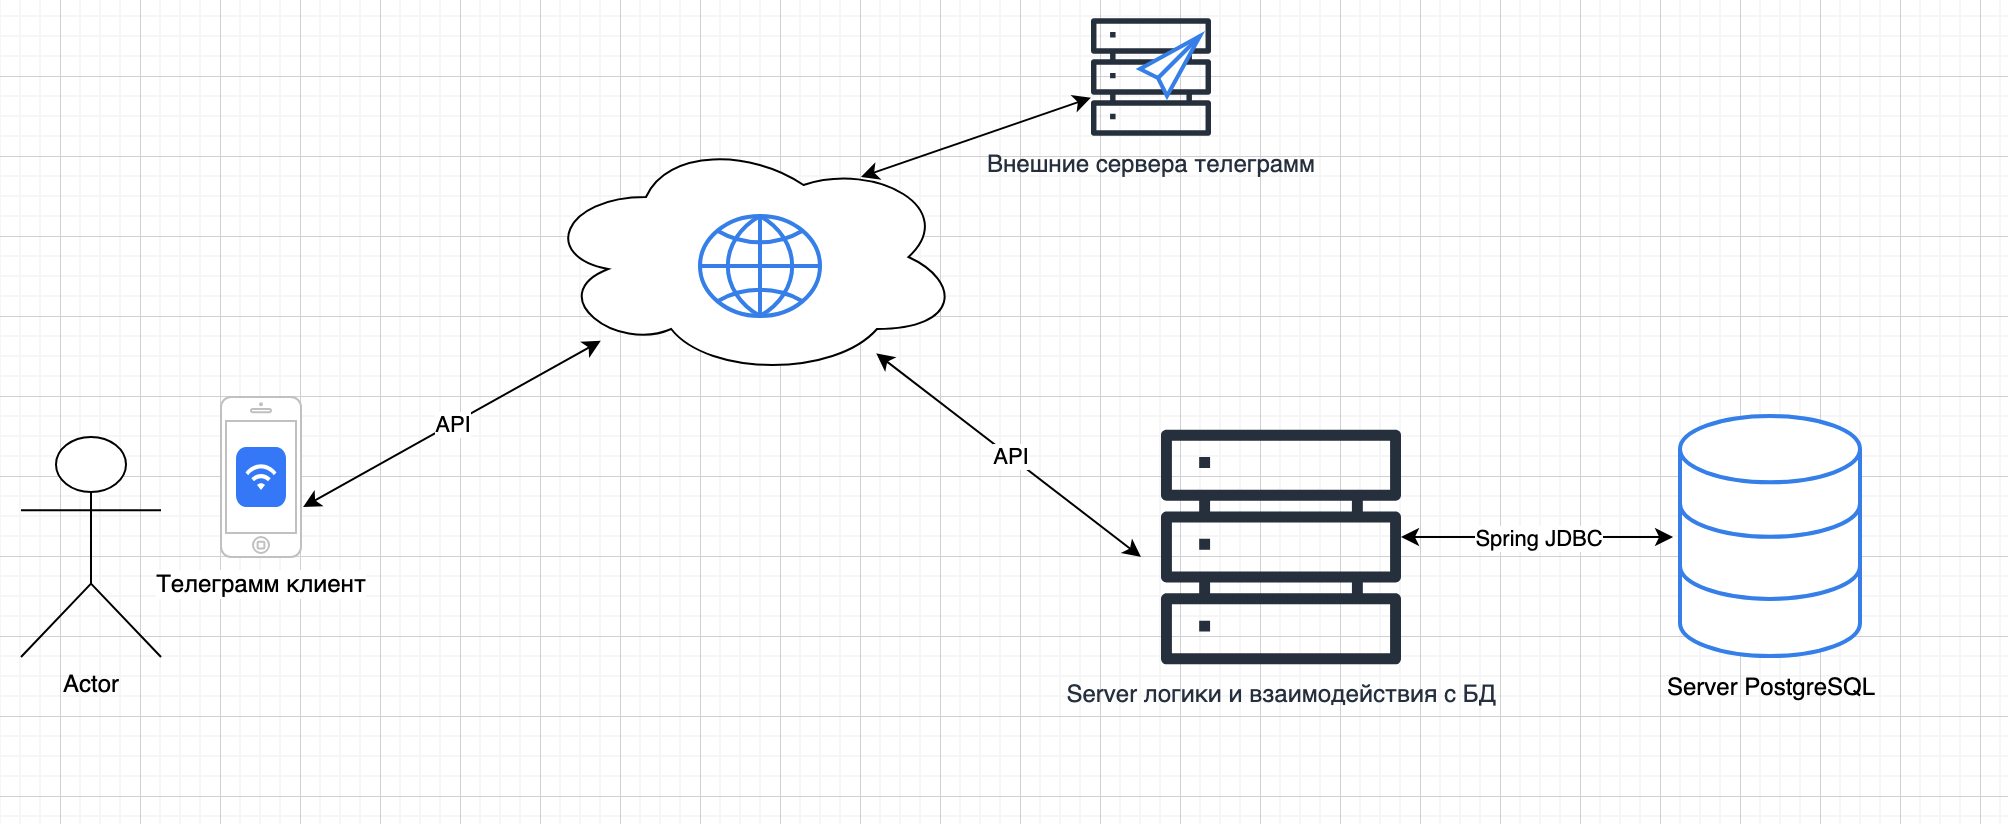 Внешние сервера телеграмм
API
API
Spring JDBC
Телеграмм клиент
Actor
Server логики и взаимодействия с БД
Server PostgreSQL